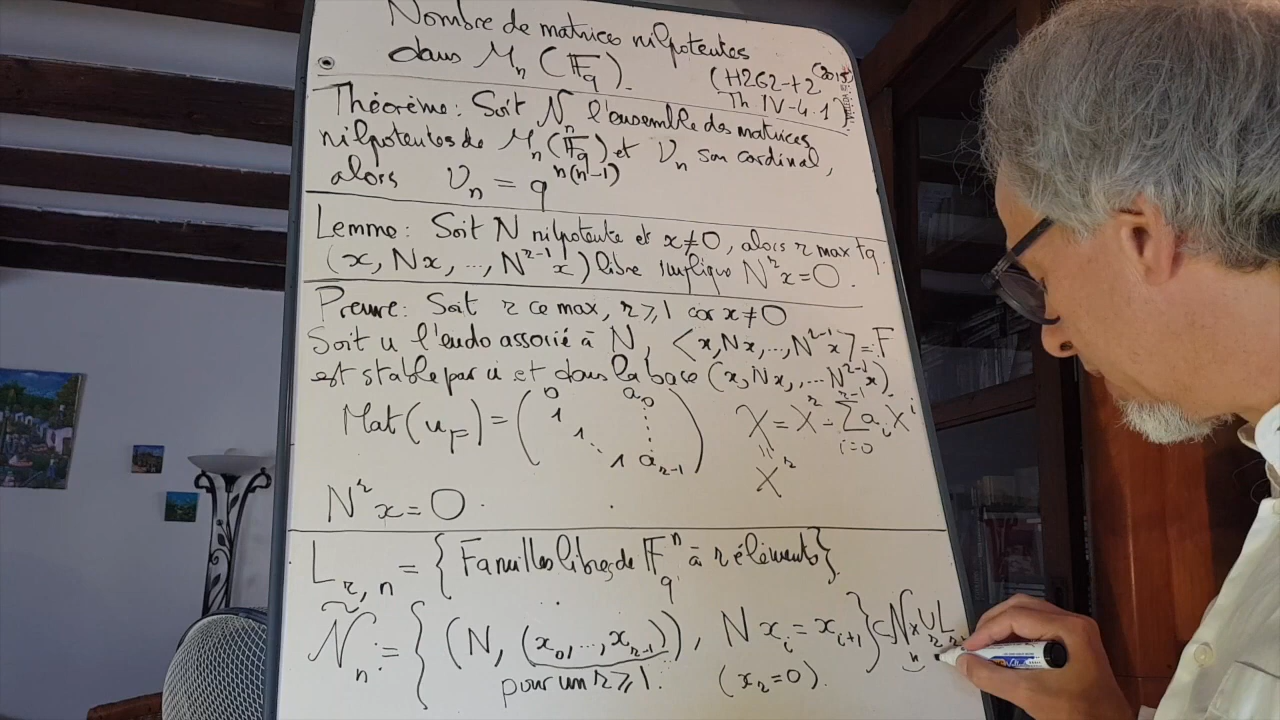 Nombre de matrices nilpotentes
dans M_n (𝔽_q).
(H2G2-t2 (2015)
Th IV-4.1)
Théorème : Soit N_n l'ensemble des matrices
nilpotentes de M_n(𝔽_q) et ν_n son cardinal,
alors ν_n = q^{n(n-1)}
Lemme : Soit N nilpotente et x≠0, alors r max tq
(x, Nx, ..., N^{r-1}x) libre implique N^r x = 0.
Preuve : Soit r ce max, r⩾1 car x≠0
Soit u l'endo associé à N, <x, Nx, ..., N^{r-1}x> = F
est stable par u et dans la base (x, Nx, ... N^{r-1}x)
Mat(u_F) = ( 0 1 1 ⋱ 1 a_0 ⋮ a_{r-1} ) χ = X^r - ∑_{i=0}^{r-1} a_i X^i
= X^r
N^r x = 0.
L_{r,n} = { Familles libres de 𝔽_q^n à r éléments }
Ñ_n := { (N, (x_0, ..., x_{r-1})), N x_i = x_{i+1} } ⊂ N_n × ∪_r L_r
pour un r⩾1. (x_r = 0).